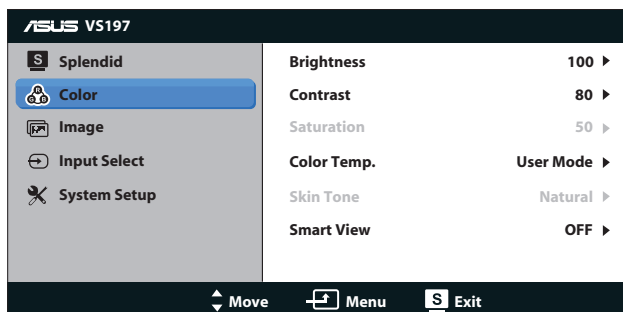 ASUS VS197
S Splendid
R G B Color
Image
Input Select
System Setup
Brightness 100
Contrast 80
Saturation 50
Color Temp. User Mode
Skin Tone Natural
Smart View OFF
Move Menu S Exit